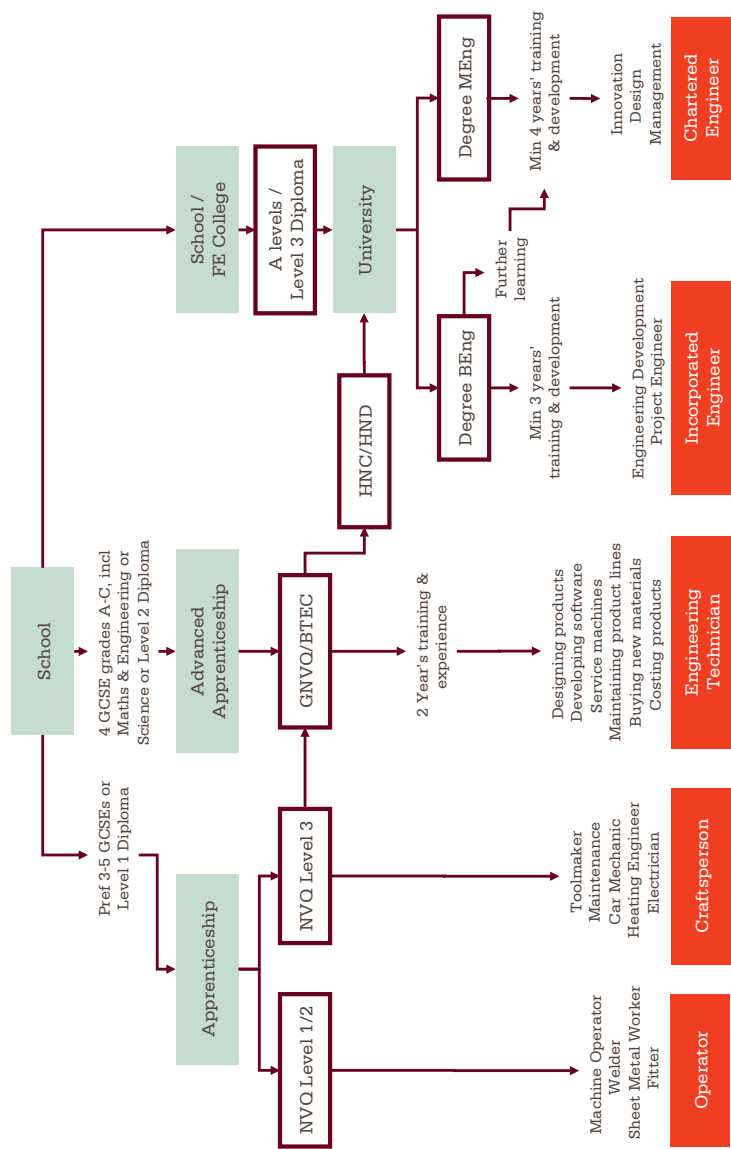 School
Pref 3-5 GCSEs or
Level 1 Diploma
4 GCSE grades A-C, incl
Maths & Engineering or
Science or Level 2 Diploma
Apprenticeship
Advanced
Apprenticeship
School /
FE College
A levels /
Level 3 Diploma
NVQ Level 1/2
NVQ Level 3
GNVQ/BTEC
HNC/HND
University
2 Year's training &
experience
Degree BEng
Degree MEng
Further
learning
Min 3 years'
training & development
Min 4 years' training
& development
Machine Operator
Welder
Sheet Metal Worker
Fitter
Toolmaker
Maintenance
Car Mechanic
Heating Engineer
Electrician
Designing products
Developing software
Service machines
Maintaining product lines
Buying new materials
Costing products
Engineering Development
Project Engineer
Innovation
Design
Management
Operator
Craftsperson
Engineering
Technician
Incorporated
Engineer
Chartered
Engineer